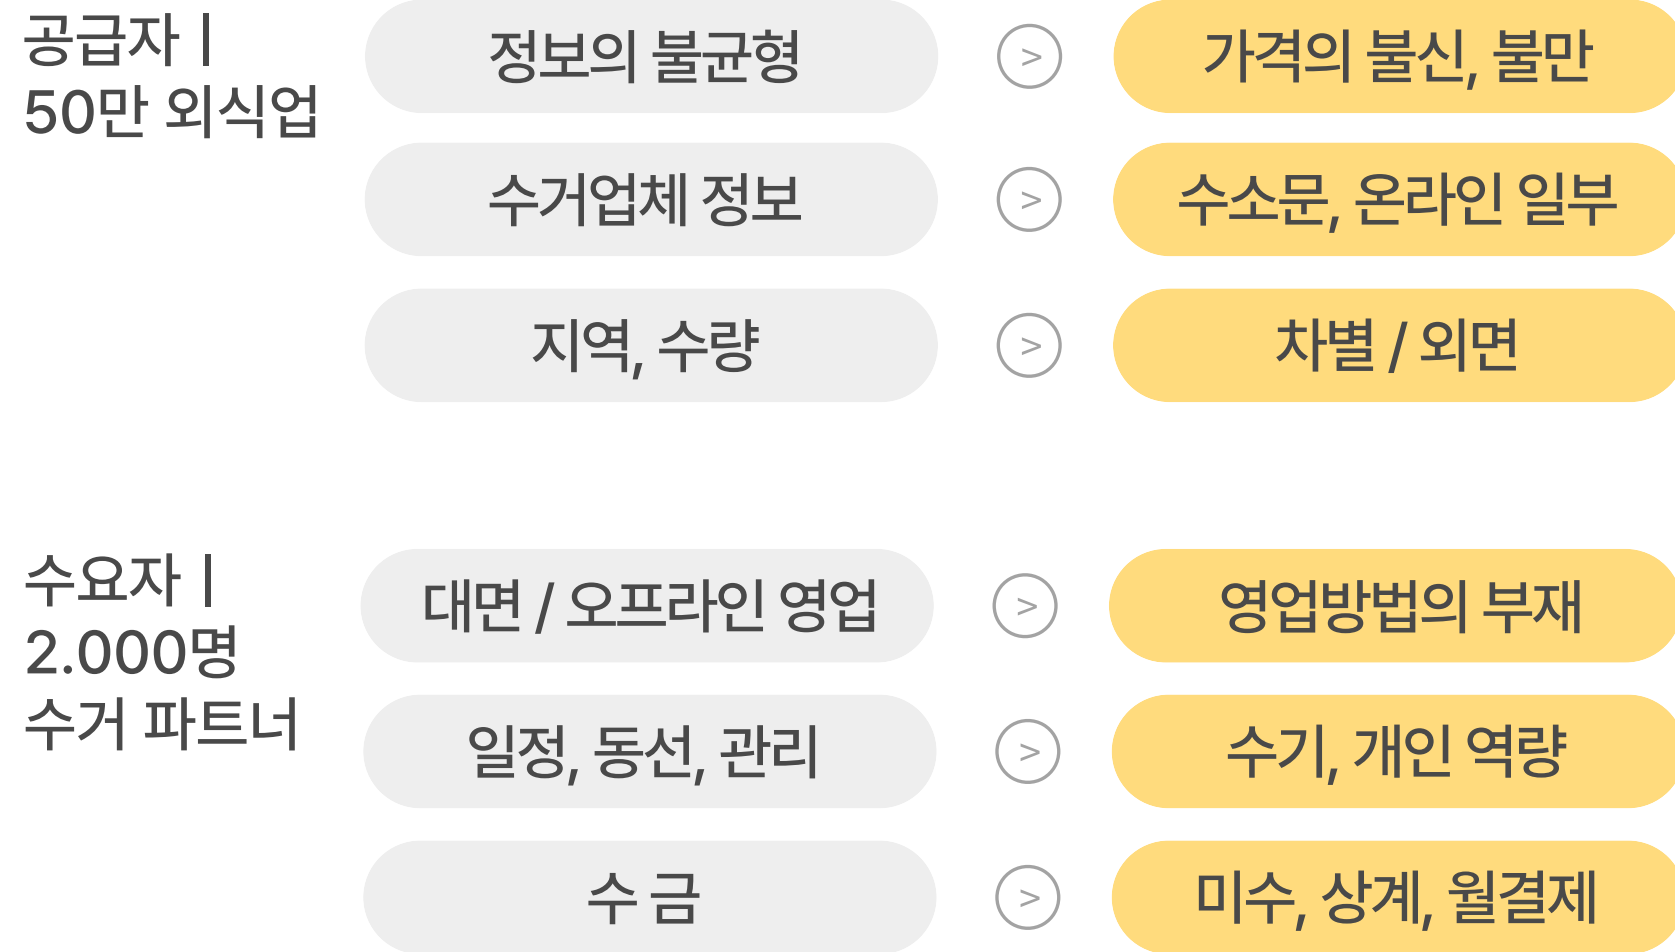 공급자 |
50만 외식업
정보의 불균형 > 가격의 불신, 불만
수거업체 정보 > 수소문, 온라인 일부
지역, 수량 > 차별 / 외면
수요자 |
2.000명
수거 파트너
대면 / 오프라인 영업 > 영업방법의 부재
일정, 동선, 관리 > 수기, 개인 역량
수 금 > 미수, 상계, 월결제